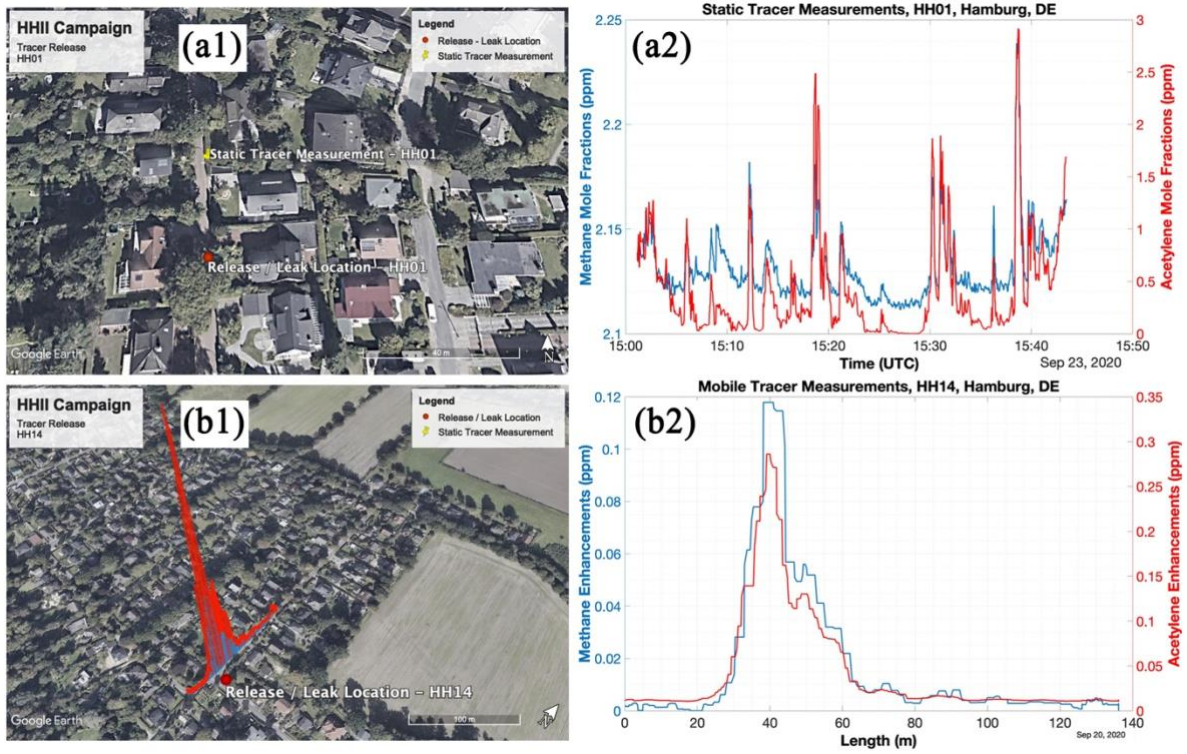 HHII Campaign
Tracer Release
HH01
(a1)
Legend
Release - Leak Location
Static Tracer Measurement
Static Tracer Measurement - HH01
Release / Leak Location - HH01
Google Earth
40 m
N
Static Tracer Measurements, HH01, Hamburg, DE
(a2)
Methane Mole Fractions (ppm)
2.25
2.2
2.15
2.1
Acetylene Mole Fractions (ppm)
3
2.5
2
1.5
1
0.5
0
15:00
15:10
15:20
15:30
15:40
15:50
Time (UTC)
Sep 23, 2020
HHII Campaign
Tracer Release
HH14
(b1)
Legend
Release / Leak Location
Static Tracer Measurement
Release / Leak Location - HH14
Google Earth
100 m
N
Mobile Tracer Measurements, HH14, Hamburg, DE
(b2)
Methane Enhancements (ppm)
0.12
0.1
0.08
0.06
0.04
0.02
0
Acetylene Enhancements (ppm)
0.35
0.3
0.25
0.2
0.15
0.1
0.05
0
0
20
40
60
80
100
120
140
Length (m)
Sep 20, 2020